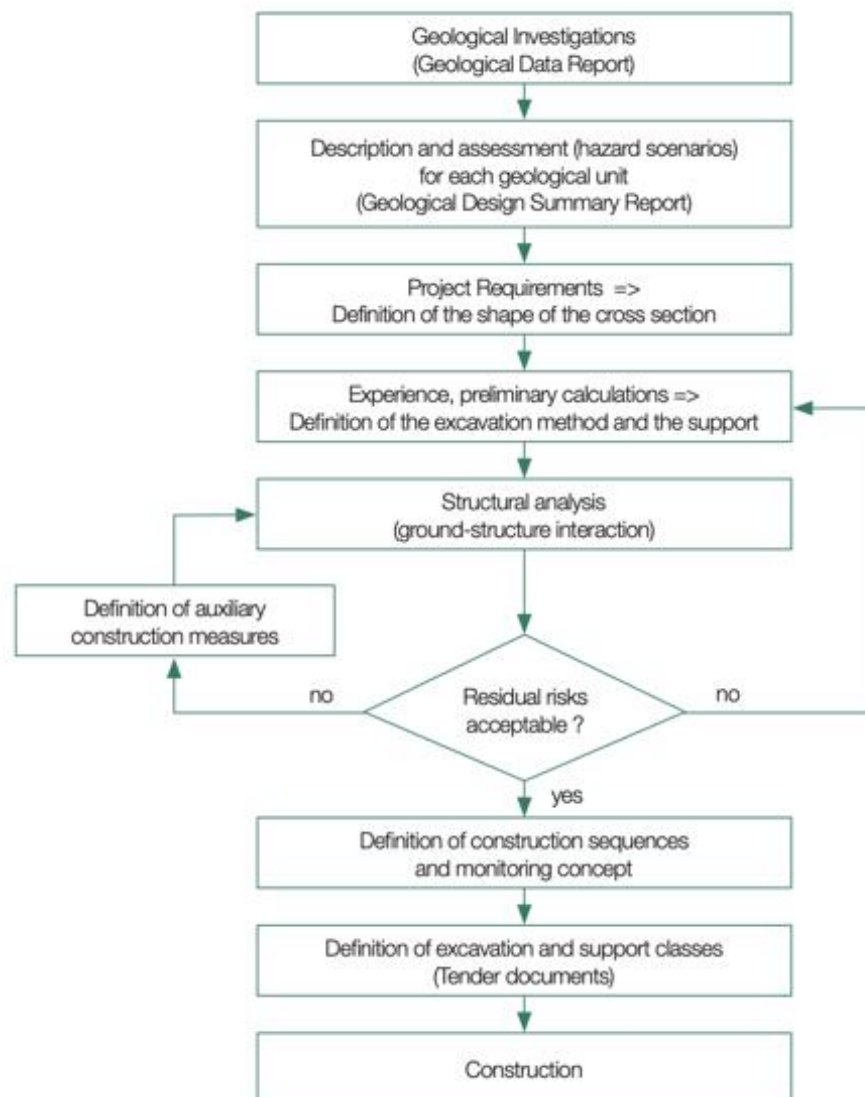 Geological Investigations
(Geological Data Report)
Description and assessment (hazard scenarios)
for each geological unit
(Geological Design Summary Report)
Project Requirements =>
Definition of the shape of the cross section
Experience, preliminary calculations =>
Definition of the excavation method and the support
Structural analysis
(ground-structure interaction)
Definition of auxiliary
construction measures
no
Residual risks
acceptable ?
no
yes
Definition of construction sequences
and monitoring concept
Definition of excavation and support classes
(Tender documents)
Construction